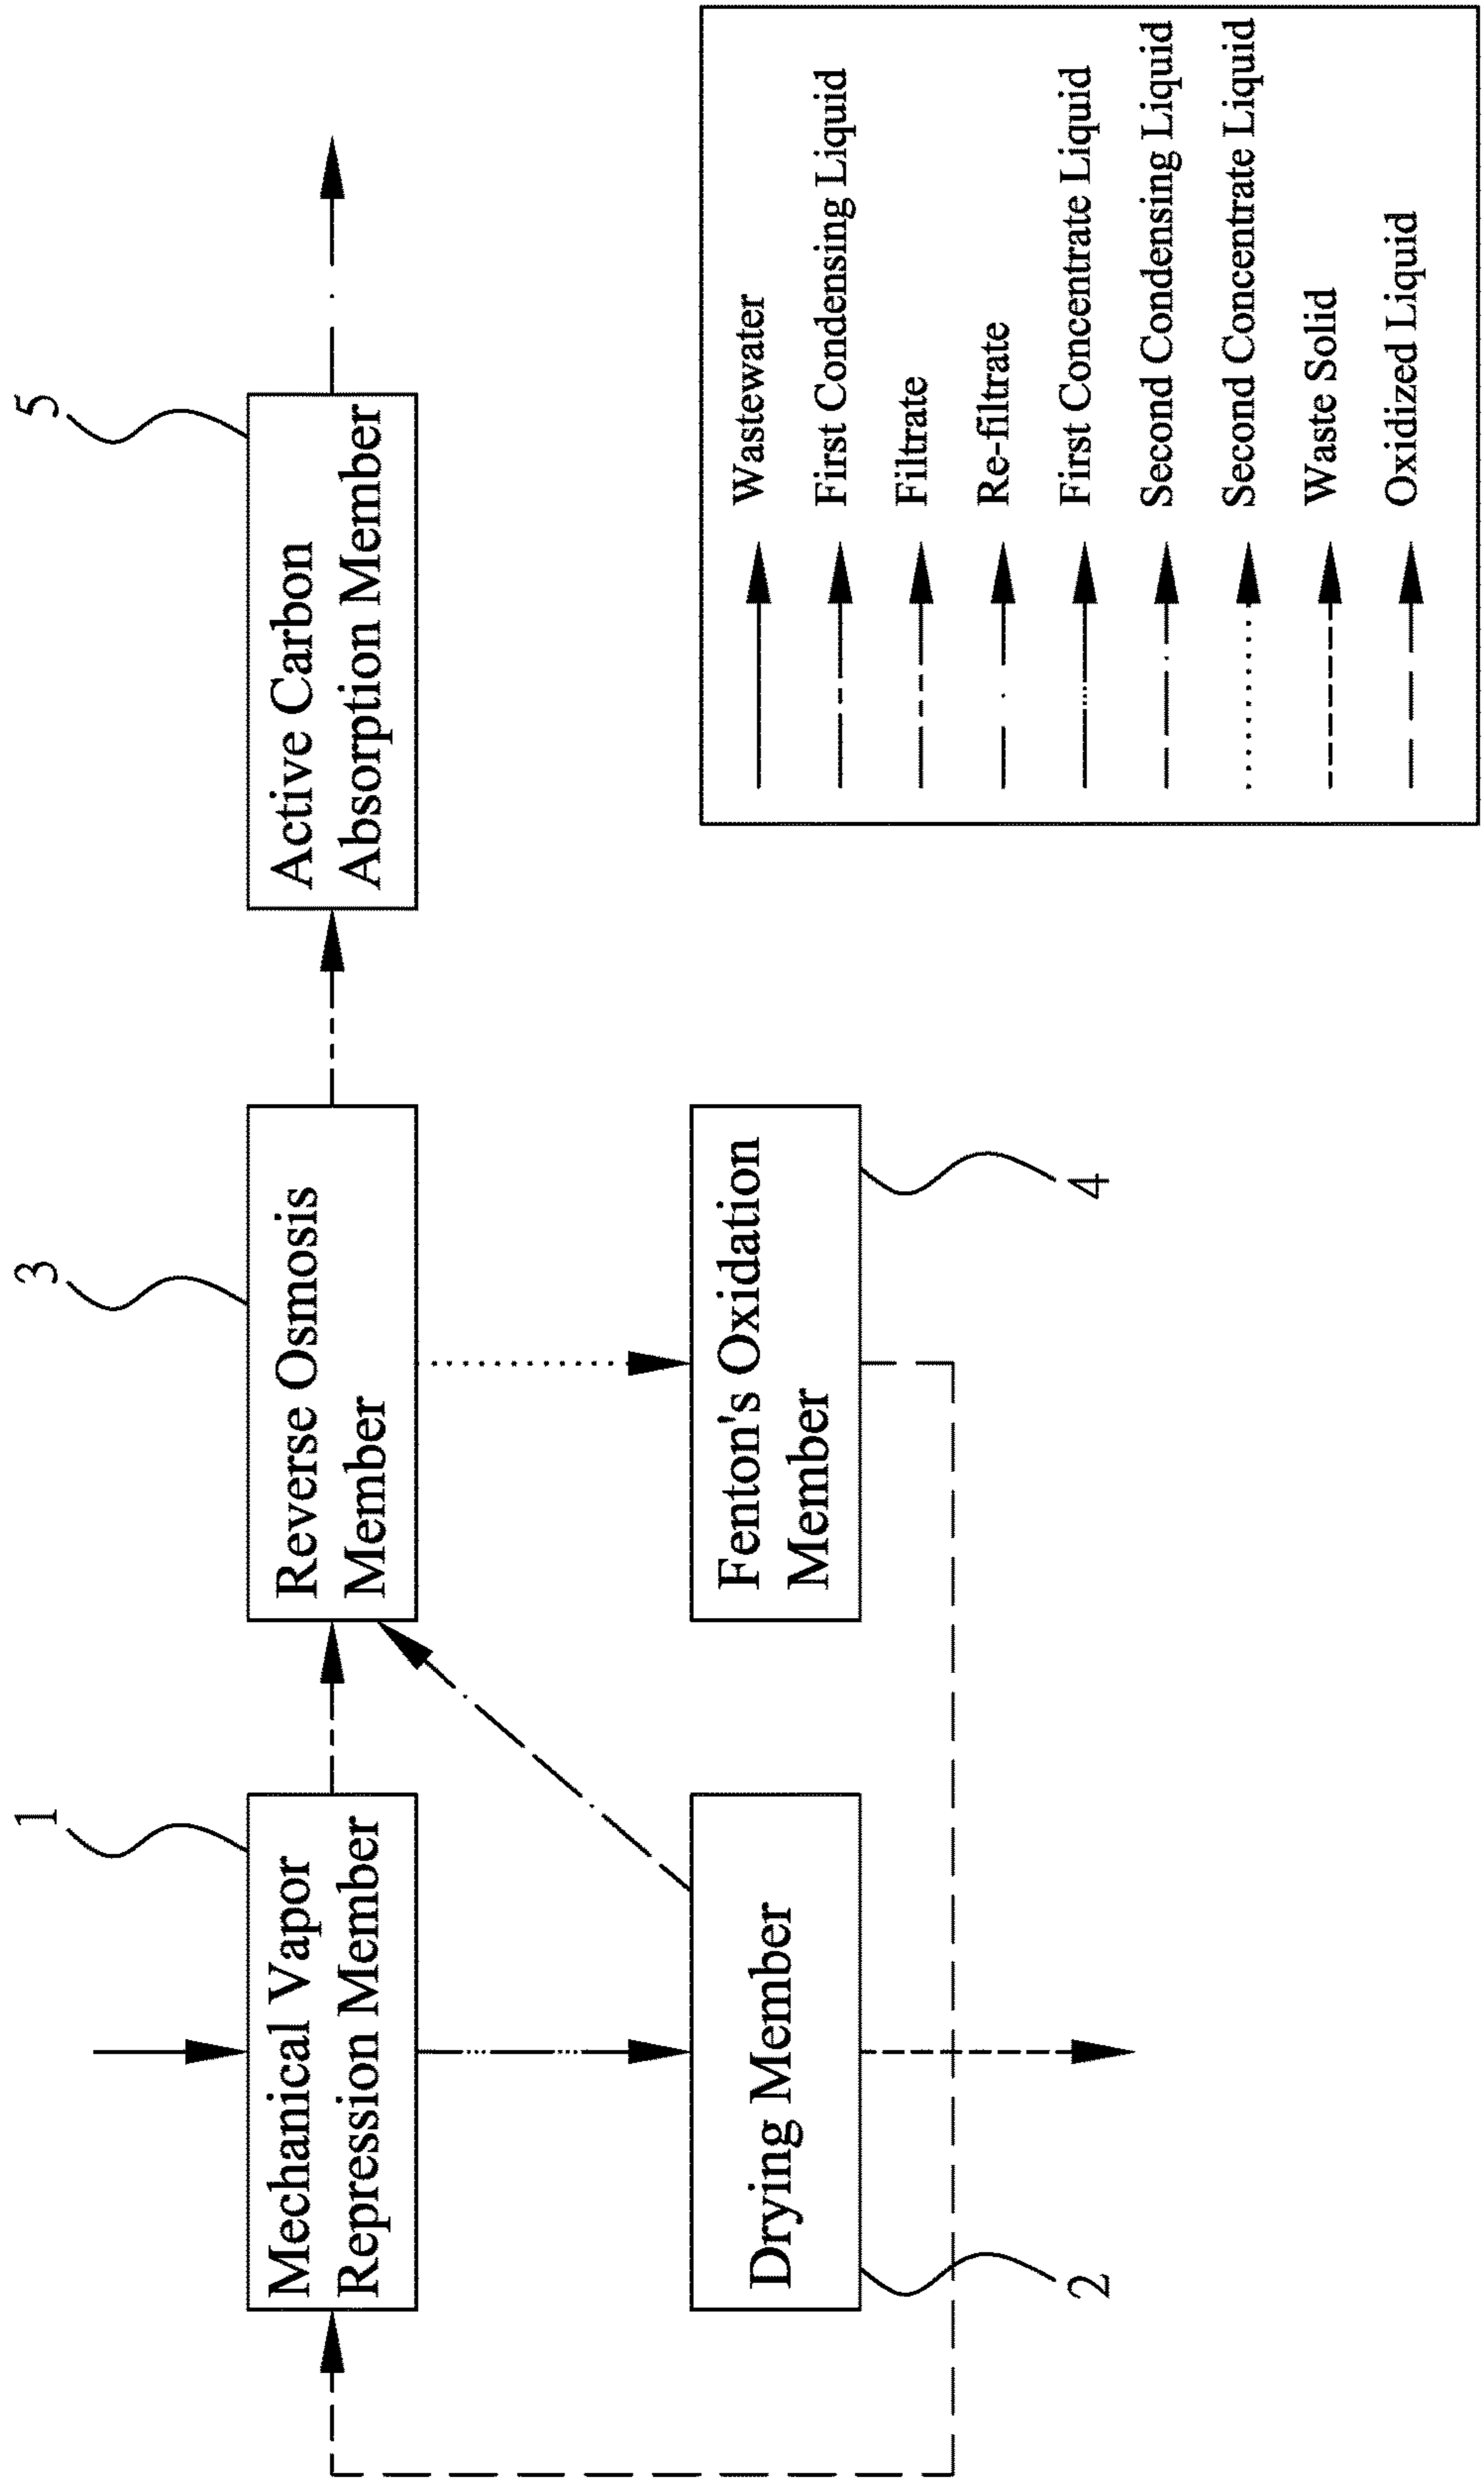 1
Mechanical Vapor
Repression Member
3
Reverse Osmosis
Member
5
Active Carbon
Absorption Member
Drying Member
2
Fenton's Oxidation
Member
4
Wastewater
First Condensing Liquid
Filtrate
Re-filtrate
First Concentrate Liquid
Second Condensing Liquid
Second Concentrate Liquid
Waste Solid
Oxidized Liquid